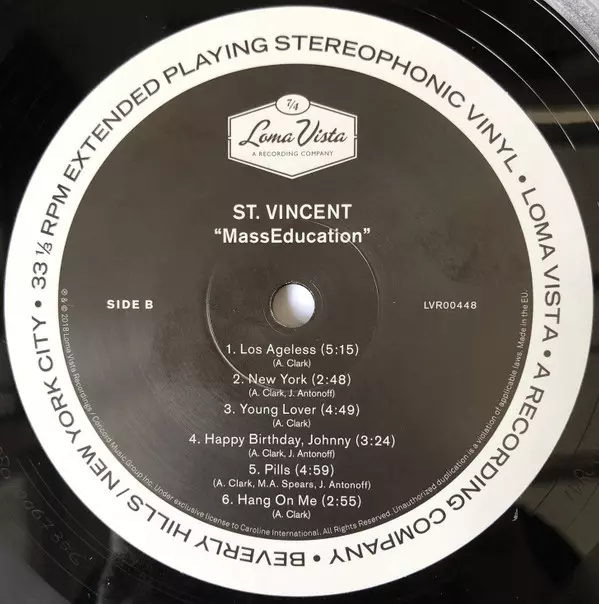 33 1/3 RPM EXTENDED PLAYING STEREOPHONIC VINYL • LOMA VISTA • A RECORDING COMPANY • BEVERLY HILLS / NEW YORK CITY •
7/4
Loma Vista
A RECORDING COMPANY
ST. VINCENT
“MassEducation”
SIDE B
LVR00448
1. Los Ageless (5:15)
(A. Clark)
2. New York (2:48)
(A. Clark, J. Antonoff)
3. Young Lover (4:49)
(A. Clark)
4. Happy Birthday, Johnny (3:24)
(A. Clark, J. Antonoff)
5. Pills (4:59)
(A. Clark, M.A. Spears, J. Antonoff)
6. Hang On Me (2:55)
(A. Clark)
℗ & © 2018 Loma Vista Recordings / Concord Music Group Inc. Under exclusive license to Caroline International. All Rights Reserved. Unauthorized duplication is a violation of applicable laws. Made in the EU.